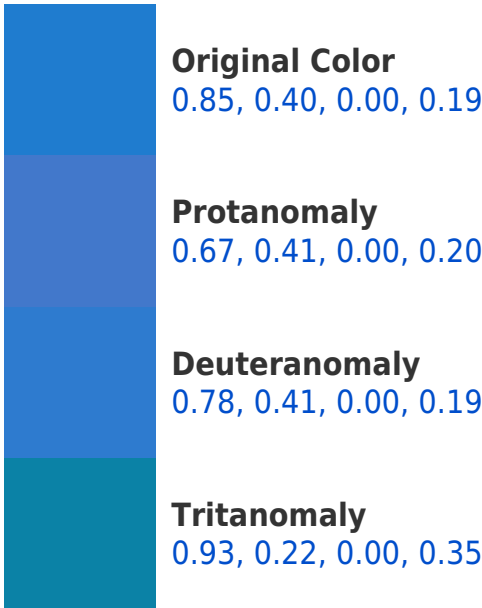 Original Color
0.85, 0.40, 0.00, 0.19
Protanomaly
0.67, 0.41, 0.00, 0.20
Deuteranomaly
0.78, 0.41, 0.00, 0.19
Tritanomaly
0.93, 0.22, 0.00, 0.35